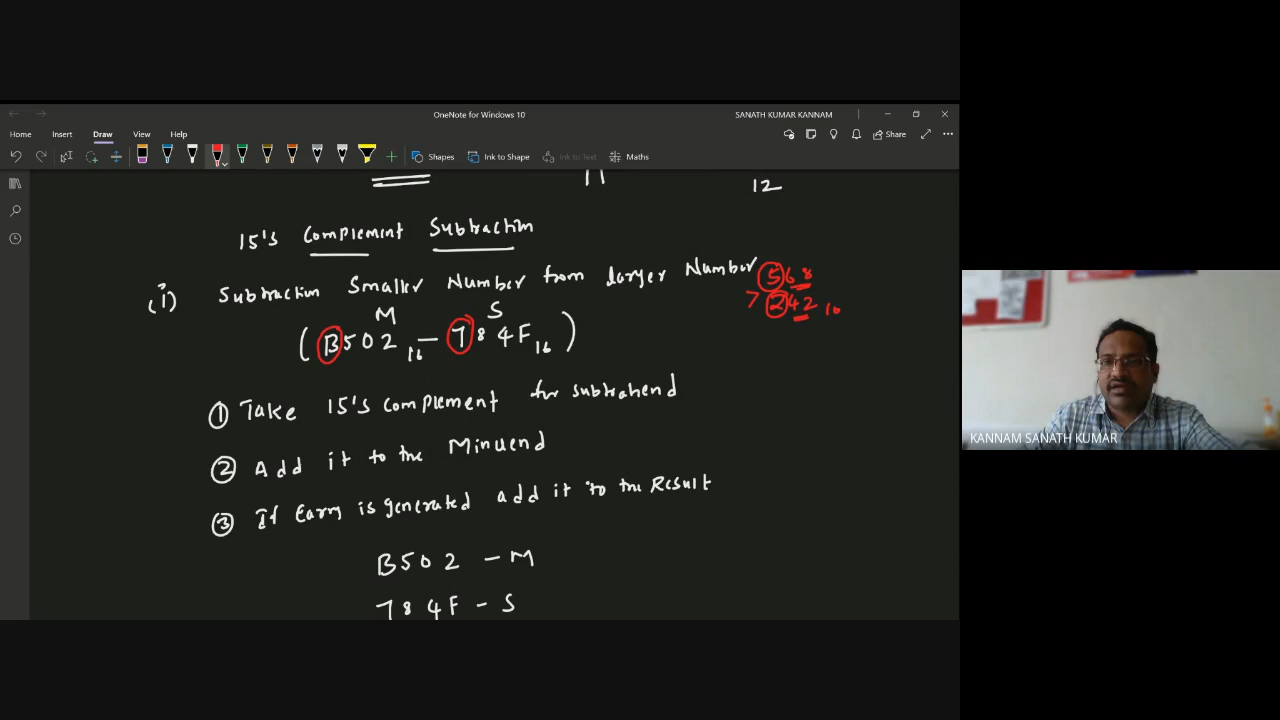 OneNote for Windows 10
SANATH KUMAR KANNAM
Home Insert Draw View Help
Share
Shapes Ink to Shape Ink to Text Maths
11 12
15's Complement Subtraction
(i) Subtraction Smaller Number from larger Number
568
7 242 10
M S
(B502 16 - 784F 16)
① Take 15's complement for subtrahend
② Add it to the Minuend
③ If Carry is generated add it to the Result
B502 - M
784F - S
KANNAM SANATH KUMAR